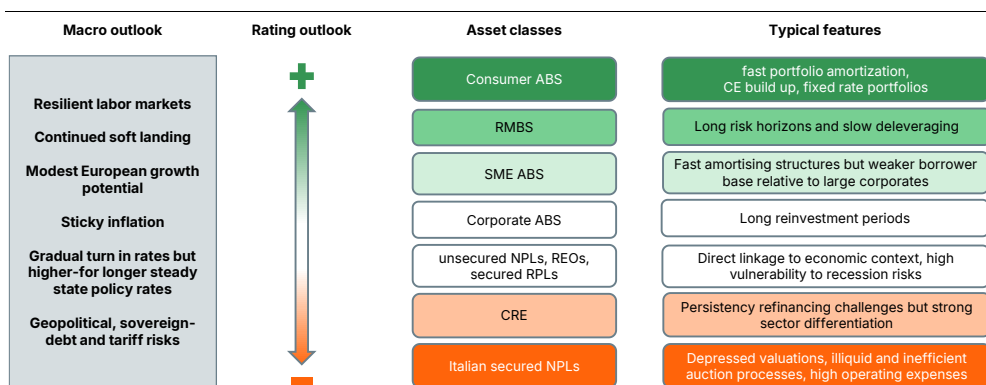 Macro outlook
Rating outlook
Asset classes
Typical features
Resilient labor markets
Continued soft landing
Modest European growth
potential
Sticky inflation
Gradual turn in rates but
higher-for longer steady
state policy rates
Geopolitical, sovereign-
debt and tariff risks
Consumer ABS
fast portfolio amortization,
CE build up, fixed rate portfolios
RMBS
Long risk horizons and slow deleveraging
SME ABS
Fast amortising structures but weaker borrower
base relative to large corporates
Corporate ABS
Long reinvestment periods
unsecured NPLs, REOs,
secured RPLs
Direct linkage to economic context, high
vulnerability to recession risks
CRE
Persistency refinancing challenges but strong
sector differentiation
Italian secured NPLs
Depressed valuations, illiquid and inefficient
auction processes, high operating expenses